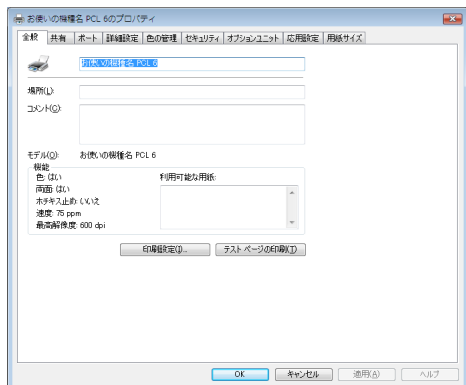 お使いの機種名 PCL 6のプロパティ
全般 共有 ポート 詳細設定 色の管理 セキュリティ オプションユニット 応用設定 用紙サイズ
お使いの機種名 PCL 6
場所(L):
コメント(C):
モデル(O): お使いの機種名 PCL 6
機能
色: はい 利用可能な用紙:
両面: はい
ホチキス止め: いいえ
速度: 75 ppm
最高解像度: 600 dpi
印刷設定(I)... テスト ページの印刷(T)
OK キャンセル 適用(A) ヘルプ